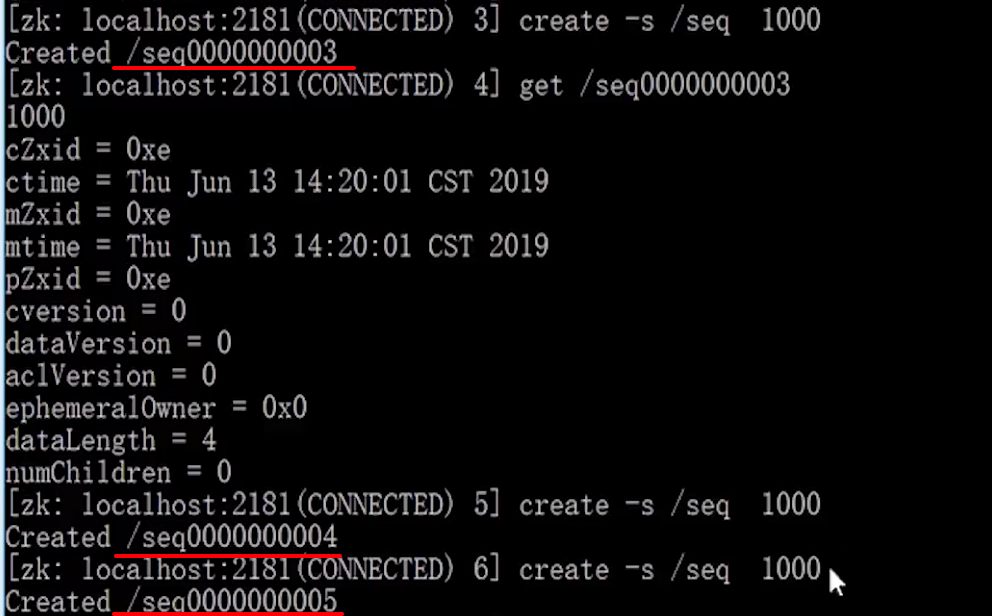 [zk: localhost:2181(CONNECTED) 3] create -s /seq  1000
Created /seq0000000003
[zk: localhost:2181(CONNECTED) 4] get /seq0000000003
1000
cZxid = 0xe
ctime = Thu Jun 13 14:20:01 CST 2019
mZxid = 0xe
mtime = Thu Jun 13 14:20:01 CST 2019
pZxid = 0xe
cversion = 0
dataVersion = 0
aclVersion = 0
ephemeralOwner = 0x0
dataLength = 4
numChildren = 0
[zk: localhost:2181(CONNECTED) 5] create -s /seq  1000
Created /seq0000000004
[zk: localhost:2181(CONNECTED) 6] create -s /seq  1000
Created /seq0000000005